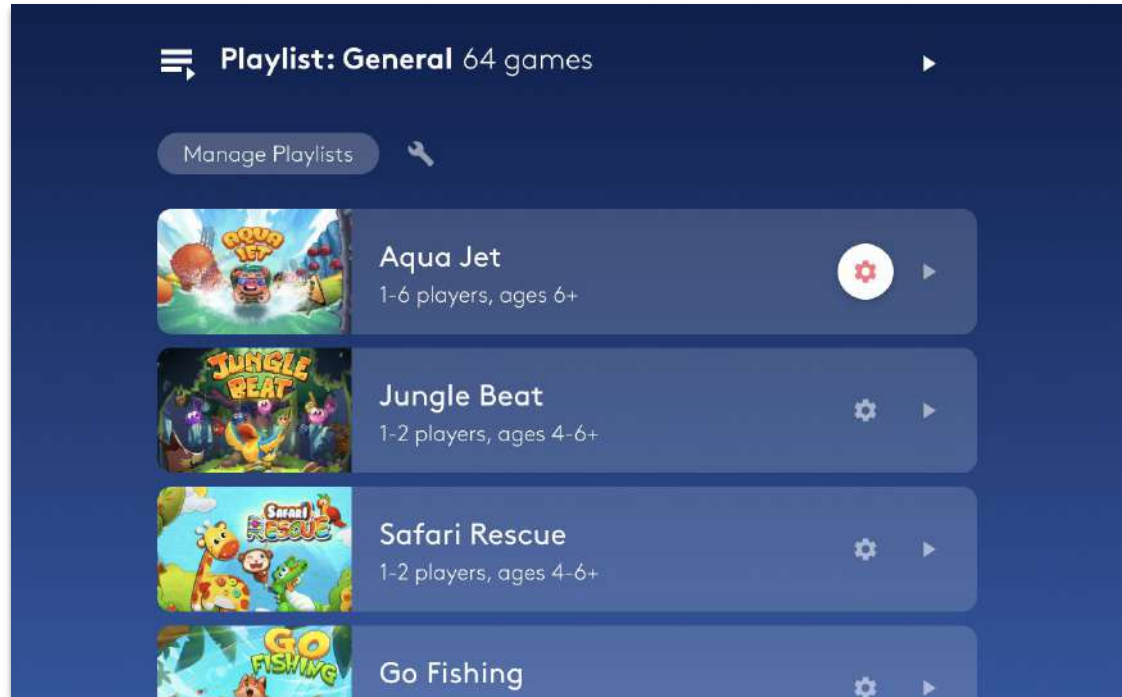 Playlist: General 64 games
Manage Playlists
AQUA
JET
Aqua Jet
1-6 players, ages 6+
JUNGLE
BEAT
Jungle Beat
1-2 players, ages 4-6+
SAFARI
RESCUE
Safari Rescue
1-2 players, ages 4-6+
GO
FISHING
Go Fishing